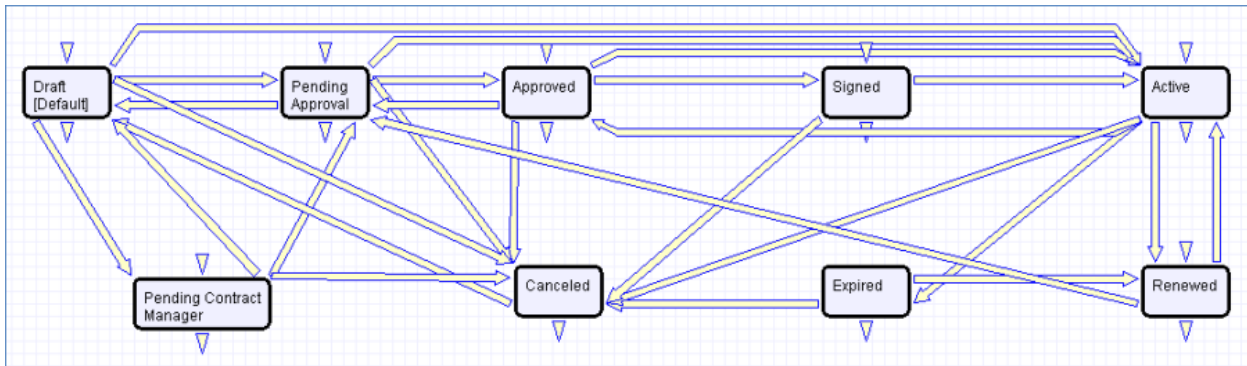 Draft
[Default]
Pending
Approval
Approved
Signed
Active
Pending Contract
Manager
Canceled
Expired
Renewed